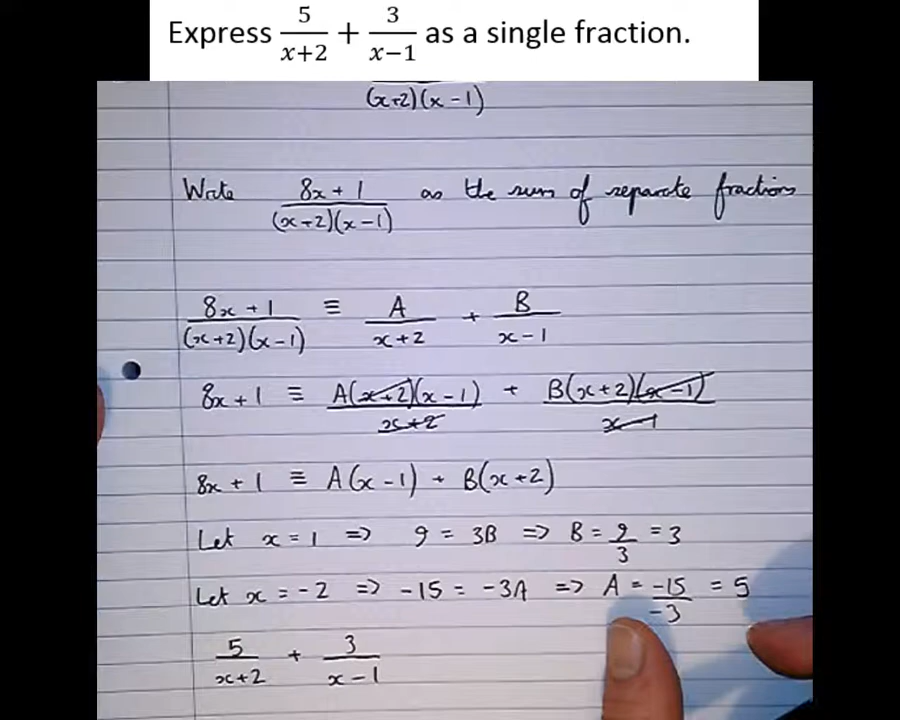 Express 5/(x+2) + 3/(x−1) as a single fraction.
(x+2)(x-1)
Write (8x+1)/((x+2)(x-1)) as the sum of separate fractions
(8x+1)/((x+2)(x-1)) ≡ A/(x+2) + B/(x-1)
8x+1 ≡ A(x+2)(x-1)/(x+2) + B(x+2)(x-1)/(x-1)
8x+1 ≡ A(x-1) + B(x+2)
Let x = 1 => 9 = 3B => B = 9/3 = 3
Let x = -2 => -15 = -3A => A = -15/-3 = 5
5/(x+2) + 3/(x-1)